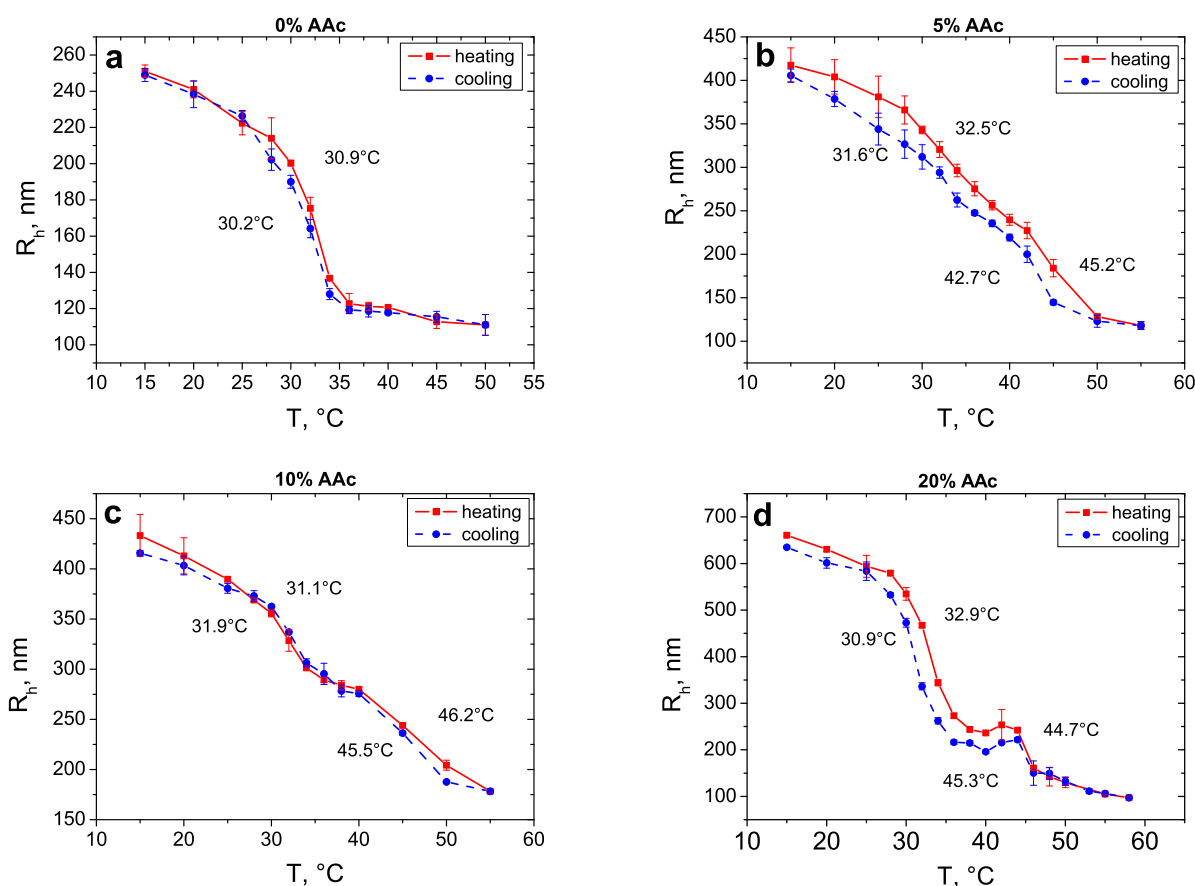 0% AAc
a
heating
cooling
260
240
220
200
180
160
140
120
100
R_h, nm
30.9°C
30.2°C
10 15 20 25 30 35 40 45 50 55
T, °C
5% AAc
b
heating
cooling
450
400
350
300
250
200
150
100
R_h, nm
32.5°C
31.6°C
45.2°C
42.7°C
10 20 30 40 50 60
T, °C
10% AAc
c
heating
cooling
450
400
350
300
250
200
150
R_h, nm
31.1°C
31.9°C
46.2°C
45.5°C
10 20 30 40 50 60
T, °C
20% AAc
d
heating
cooling
700
600
500
400
300
200
100
R_h, nm
32.9°C
30.9°C
44.7°C
45.3°C
10 20 30 40 50 60
T, °C